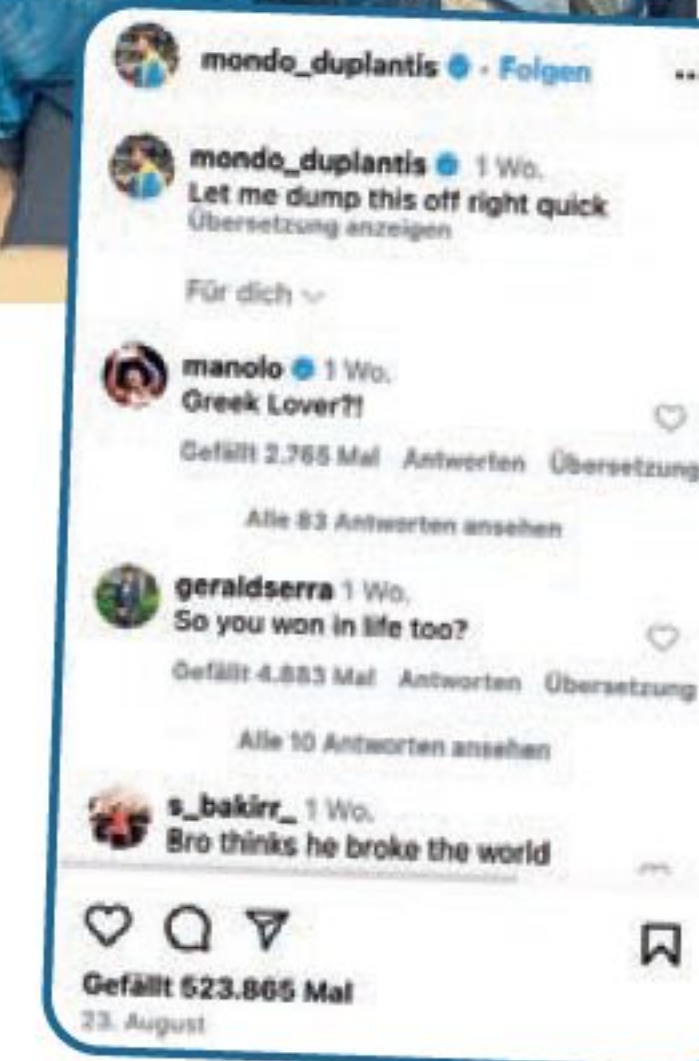 mondo_duplantis · Folgen
mondo_duplantis 1 Wo.
Let me dump this off right quick
Übersetzung anzeigen
Für dich
manolo 1 Wo.
Greek Lover?!
Gefällt 2.765 Mal Antworten Übersetzung
Alle 83 Antworten ansehen
geraldserra 1 Wo.
So you won in life too?
Gefällt 4.883 Mal Antworten Übersetzung
Alle 10 Antworten ansehen
s_bakirr_ 1 Wo.
Bro thinks he broke the world
Gefällt 523.865 Mal
23. August